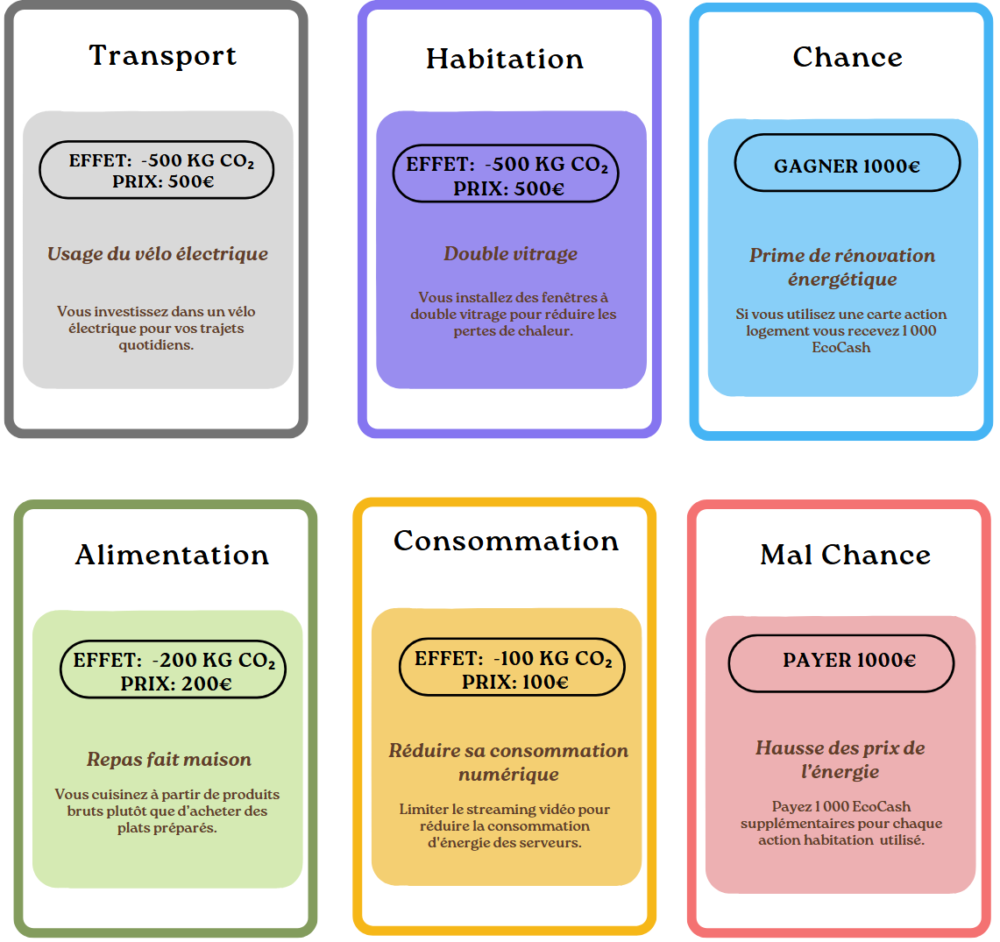 Transport
EFFET: -500 KG CO₂
PRIX: 500€
Usage du vélo électrique
Vous investissez dans un vélo
électrique pour vos trajets
quotidiens.
Habitation
EFFET: -500 KG CO₂
PRIX: 500€
Double vitrage
Vous installez des fenêtres à
double vitrage pour réduire les
pertes de chaleur.
Chance
GAGNER 1000€
Prime de rénovation
énergétique
Si vous utilisez une carte action
logement vous recevez 1 000
EcoCash
Alimentation
EFFET: -200 KG CO₂
PRIX: 200€
Repas fait maison
Vous cuisinez à partir de produits
bruts plutôt que d'acheter des
plats préparés.
Consommation
EFFET: -100 KG CO₂
PRIX: 100€
Réduire sa consommation
numérique
Limiter le streaming vidéo pour
réduire la consommation
d'énergie des serveurs.
Mal Chance
PAYER 1000€
Hausse des prix de
l'énergie
Payez 1 000 EcoCash
supplémentaires pour chaque
action habitation utilisé.